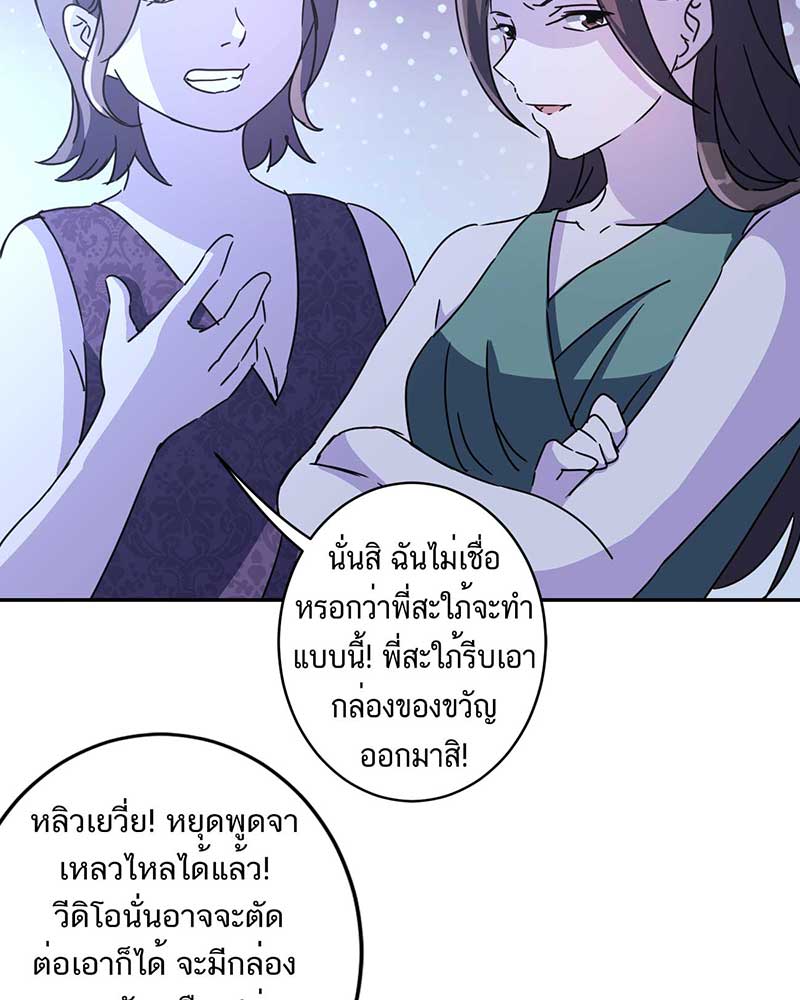 นั่นสิ ฉันไม่เชื่อ
หรอกว่าพี่สะใภ้จะทำ
แบบนี้! พี่สะใภ้รีบเอา
กล่องของขวัญ
ออกมาสิ!
หลิวเยวี่ย! หยุดพูดจา
เหลวไหลได้แล้ว!
วีดิโอนั่นอาจจะตัด
ต่อเอาก็ได้ จะมีกล่อง